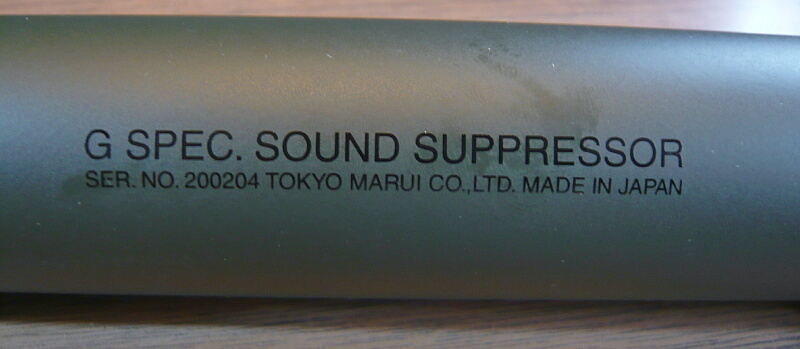 G SPEC. SOUND SUPPRESSOR
SER. NO. 200204 TOKYO MARUI CO.,LTD. MADE IN JAPAN